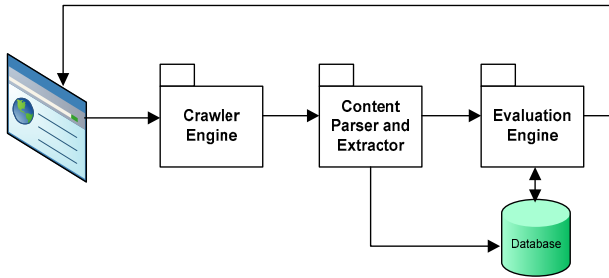 Crawler
Engine
Content
Parser and
Extractor
Evaluation
Engine
Database